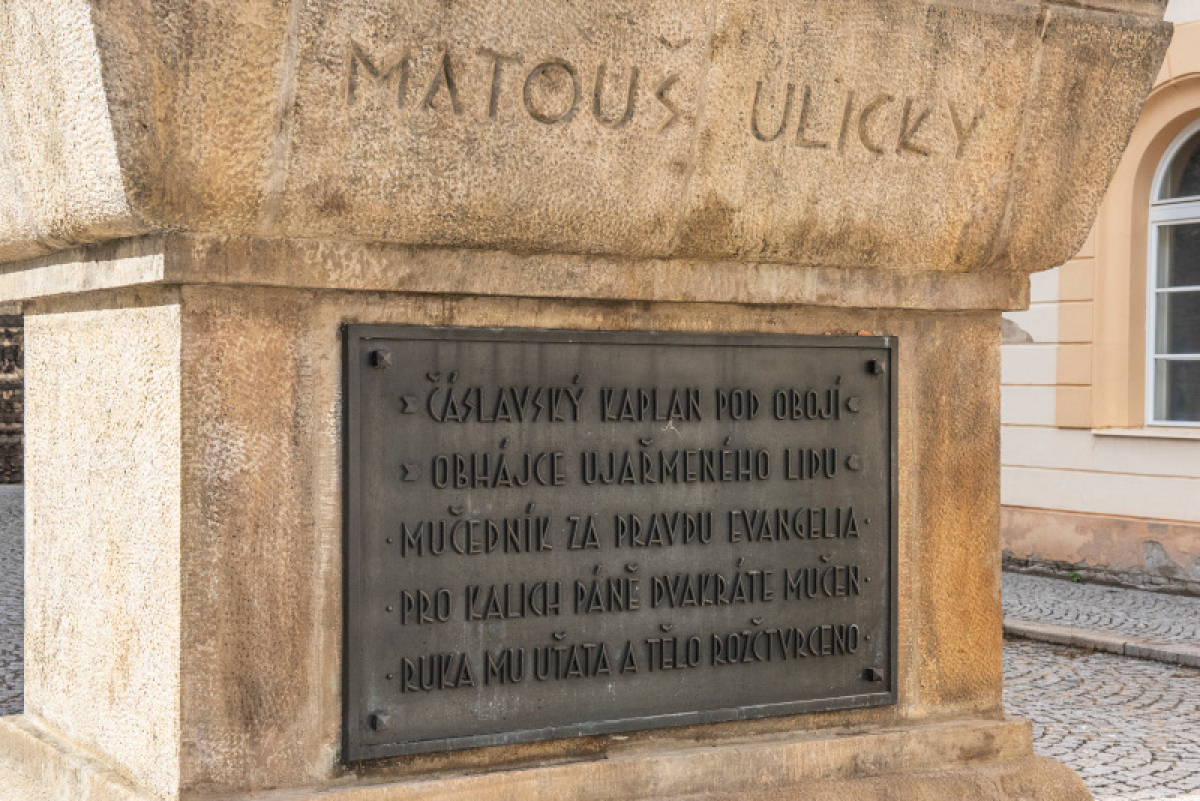 MATOUŠ ULICKY
ČÁSLAVSKÝ KAPLAN POD OBOJÍ
OBHÁJCE UJAŘMENÉHO LIDU
· MUČEDNÍK ZA PRAVDU EVANGELIA ·
· PRO KALICH PÁNĚ DVAKRÁTE MUČEN ·
· RUKA MU UŤATA A TĚLO ROZČTVRCENO ·